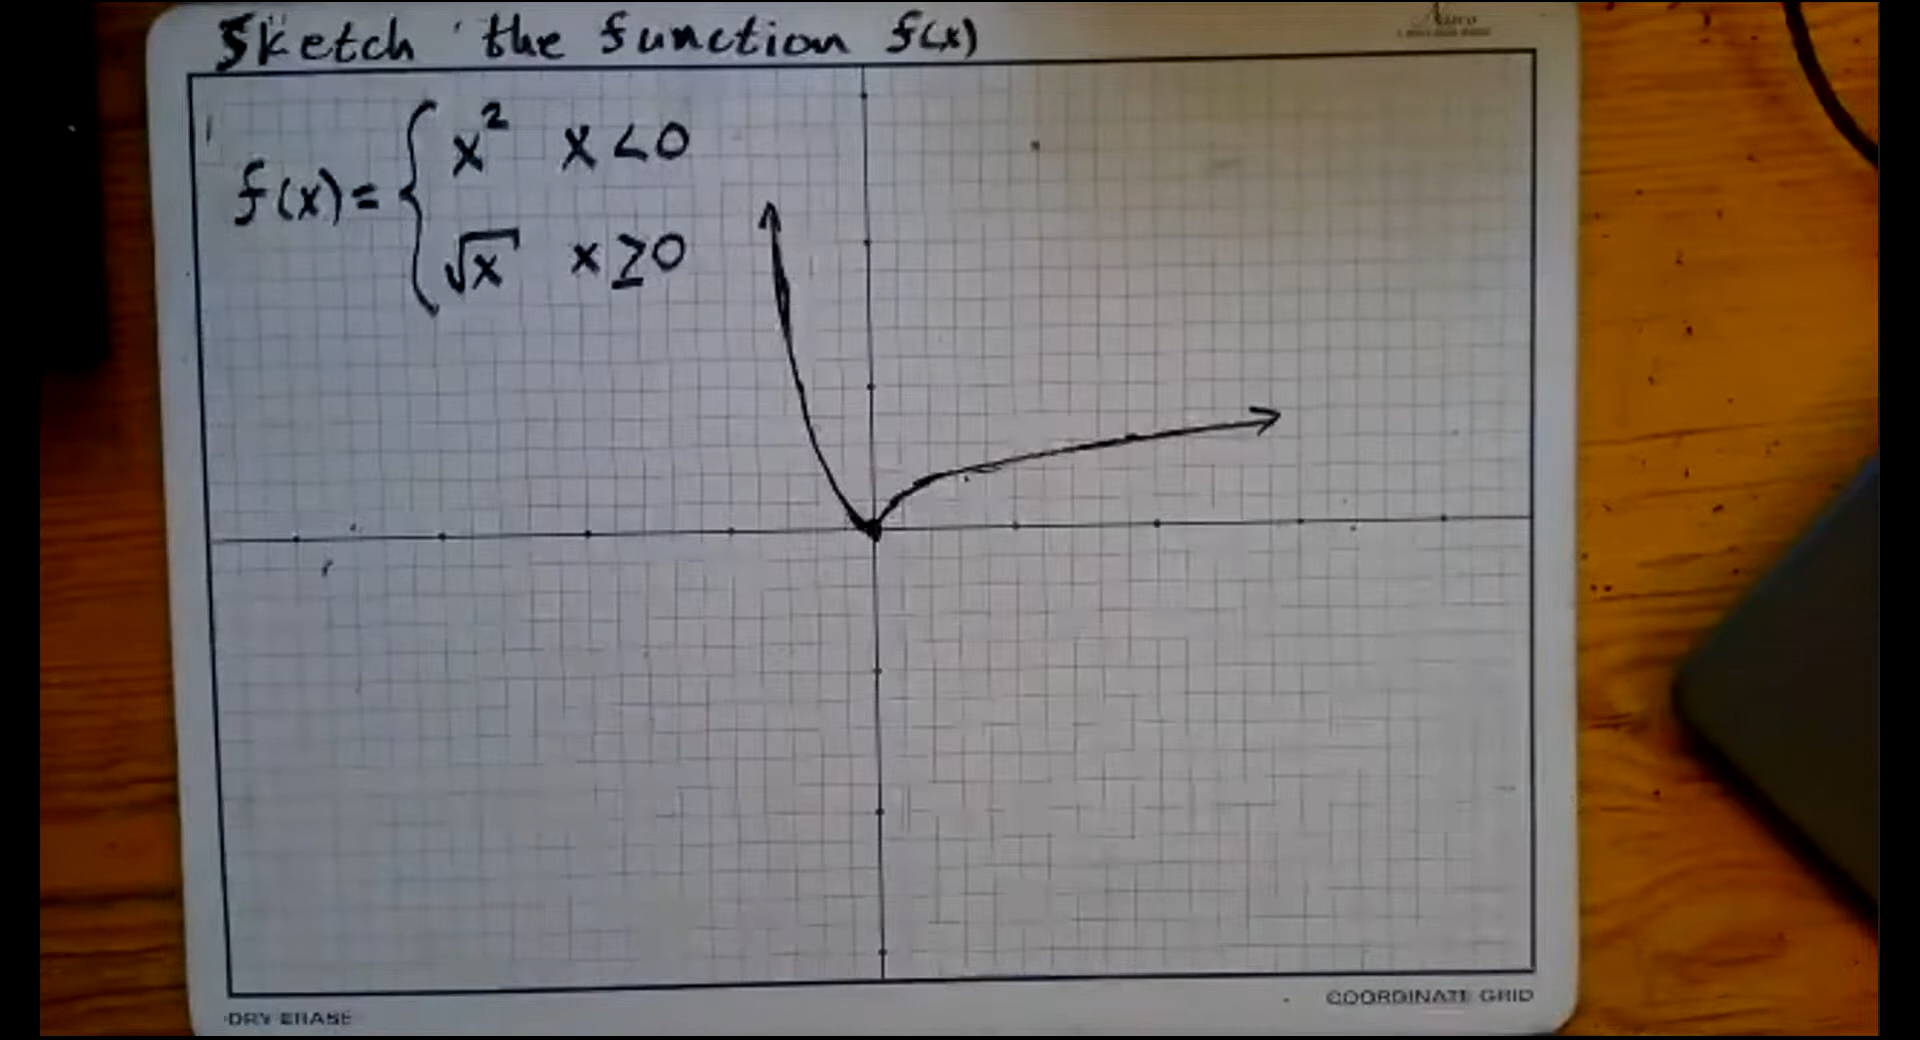 Sketch the function f(x)
f(x) = { x² x < 0
√x x ≥ 0
COORDINATE GRID
DRY ERASE